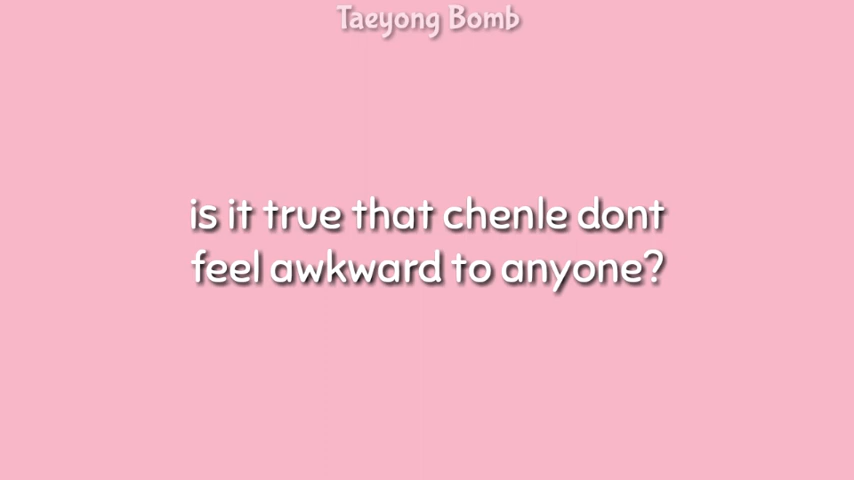 Taeyong Bomb
is it true that chenle dont
feel awkward to anyone?